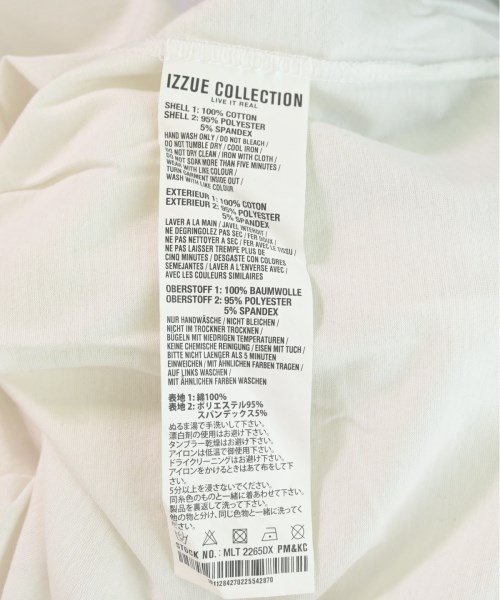 IZZUE COLLECTION
LIVE IT REAL
SHELL 1: 100% COTTON
SHELL 2: 95% POLYESTER
5% SPANDEX
HAND WASH ONLY / DO NOT BLEACH /
DO NOT TUMBLE DRY / COOL IRON /
DO NOT DRY CLEAN / IRON WITH CLOTH /
DO NOT SOAK MORE THAN FIVE MINUTES /
WEAR WITH LIKE COLOUR /
TURN GARMENT INSIDE OUT /
WASH WITH LIKE COLOUR
EXTERIEUR 1: 100% COTON
EXTERIEUR 2: 95% POLYESTER
5% SPANDEX
LAVER A LA MAIN / JAVEL INTERDIT /
NE DEGRINGOLEZ PAS SEC / FER DOUX /
NE PAS NETTOYER A SEC / FER AVEC LE TISSU /
NE PAS LAISSER TREMPE PLUS DE
CINQ MINUTES / DESGASTE CON COLORES
SEMEJANTES / LAVER A L'ENVERSE AVEC /
AVEC LES COULEURS SIMILAIRES
OBERSTOFF 1: 100% BAUMWOLLE
OBERSTOFF 2: 95% POLYESTER
5% SPANDEX
NUR HANDWÄSCHE / NICHT BLEICHEN /
NICHT IM TROCKNER TROCKNEN /
BÜGELN MIT NIEDRIGEN TEMPERATUREN /
KEINE CHEMISCHE REINIGUNG / EISEN MIT TUCH /
BITTE NICHT LAENGER ALS 5 MINUTEN
EINWEICHEN / MIT ÄHNLICHEN FARBEN TRAGEN /
AUF LINKS WASCHEN /
MIT ÄHNLICHEN FARBEN WASCHEN
表地 1: 綿100%
表地 2: ポリエステル95%
スパンデックス5%
ぬるま湯で手洗いして下さい。
漂白剤の使用はお避け下さい。
タンブラー乾燥はお避け下さい。
アイロンは低温で御使用下さい。
ドライクリーニングはお避け下さい。
アイロンをかけるときはあて布をして下さい。
5分以上を浸さないでください。
同系色のものと一緒に着あわせて下さい。
製品を裏返して洗って下さい。
他の物と分け、同じ色物と一緒に洗ってください。
STOCK NO.: MLT 2265DX PM&KC